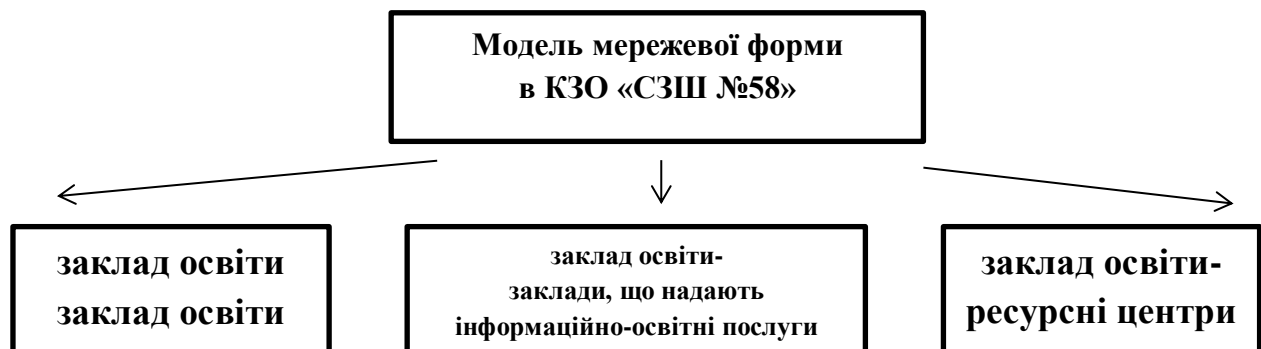 Модель мережевої форми
в КЗО «СЗШ №58»
заклад освіти
заклад освіти
заклад освіти-
заклади, що надають
інформаційно-освітні послуги
заклад освіти-
ресурсні центри